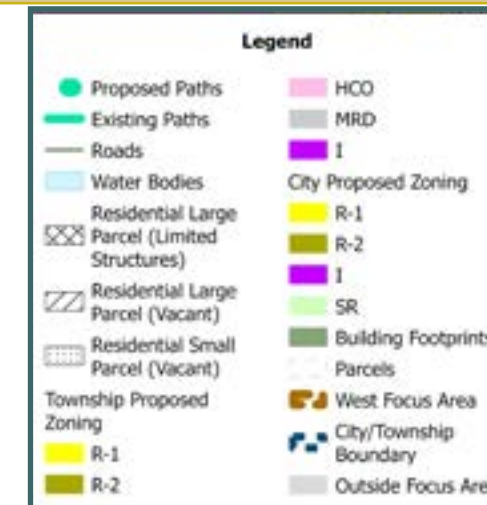 Legend
Proposed Paths
Existing Paths
Roads
Water Bodies
Residential Large
Parcel (Limited
Structures)
Residential Large
Parcel (Vacant)
Residential Small
Parcel (Vacant)
Township Proposed
Zoning
R-1
R-2
HCO
MRD
I
City Proposed Zoning
R-1
R-2
I
SR
Building Footprints
Parcels
West Focus Area
City/Township
Boundary
Outside Focus Are